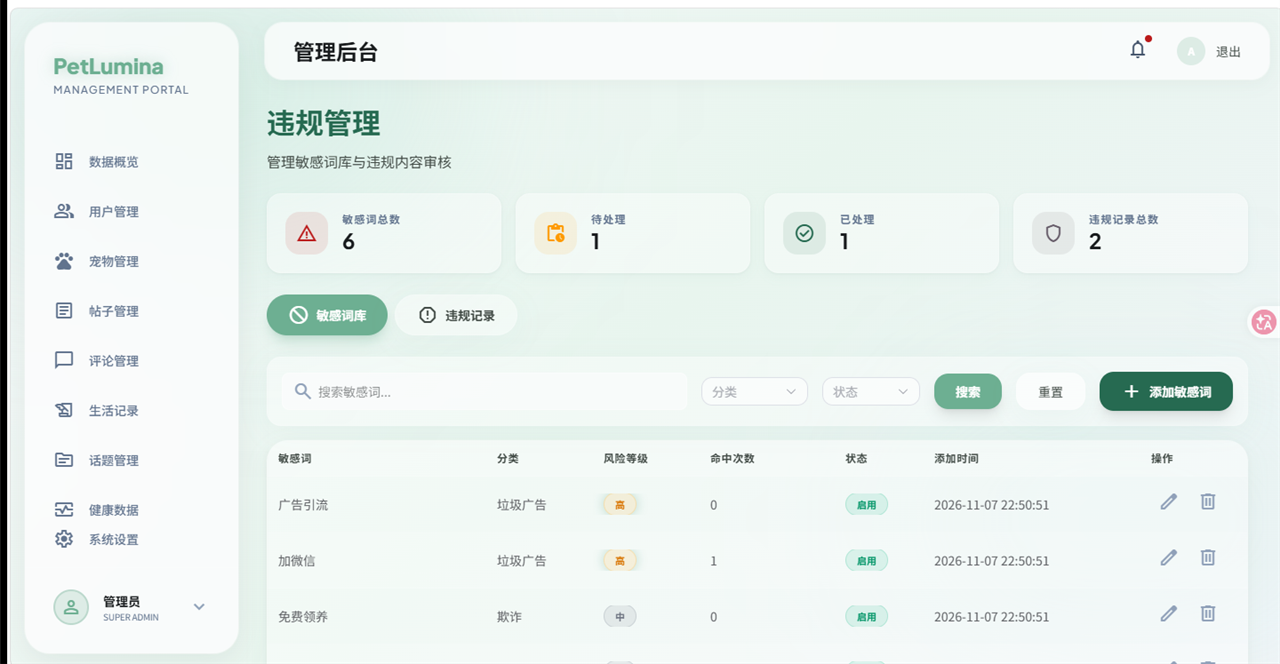 PetLumina
MANAGEMENT PORTAL
数据概览
用户管理
宠物管理
帖子管理
评论管理
生活记录
话题管理
健康数据
系统设置
管理员
SUPER ADMIN
管理后台
A
退出
违规管理
管理敏感词库与违规内容审核
敏感词总数
6
待处理
1
已处理
1
违规记录总数
2
敏感词库
违规记录
搜索敏感词...
分类
状态
搜索
重置
添加敏感词
敏感词 分类 风险等级 命中次数 状态 添加时间 操作
广告引流 垃圾广告 高 0 启用 2026-11-07 22:50:51
加微信 垃圾广告 高 1 启用 2026-11-07 22:50:51
免费领养 欺诈 中 0 启用 2026-11-07 22:50:51